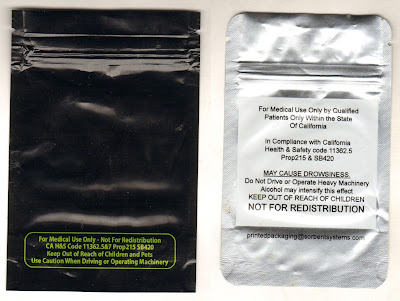 For Medical Use Only - Not For Redistribution
CA H&S Code 11362.5&7 Prop215 SB420
Keep Out of Reach of Children and Pets
Use Caution When Driving or Operating Machinery
For Medical Use Only by Qualified
Patients Only Within the State
Of California
In Compliance with California
Health & Safety code 11362.5
Prop215 & SB420
MAY CAUSE DROWSINESS.
Do Not Drive or Operate Heavy Machinery
Alcohol may intensify this effect
KEEP OUT OF REACH OF CHILDREN
NOT FOR REDISTRIBUTION
printedpackaging@sorbentsystems.com